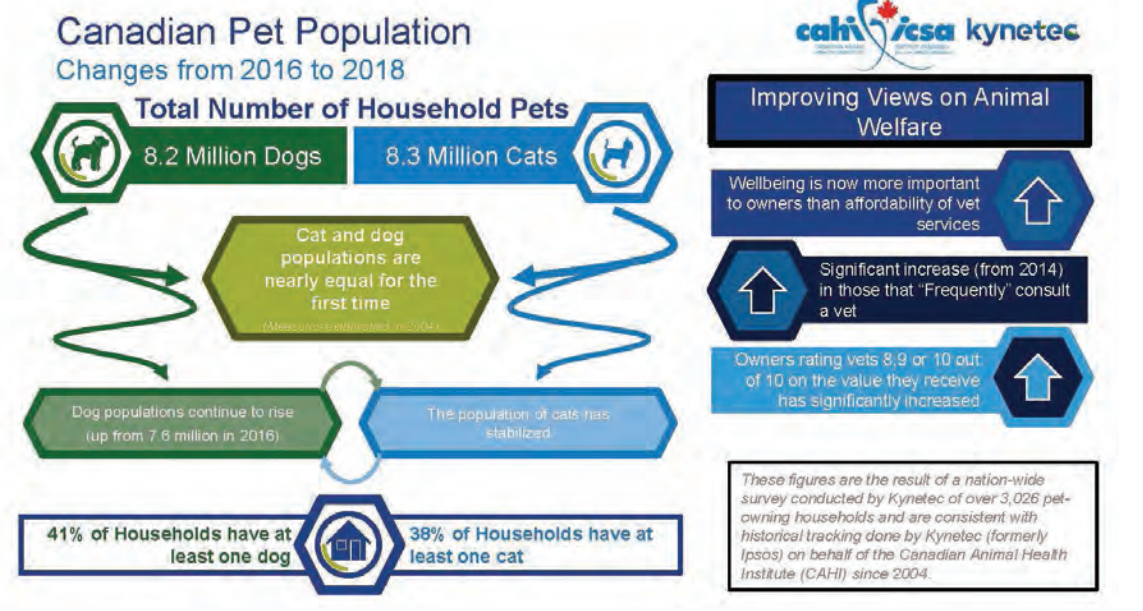 Canadian Pet Population
Changes from 2016 to 2018
Total Number of Household Pets
8.2 Million Dogs
8.3 Million Cats
Cat and dog
populations are
nearly equal for the
first time
Dog populations continue to rise
(up from 7.6 million in 2016)
The population of cats has
stabilized
41% of Households have at
least one dog
38% of Households have at
least one cat
cahi icsa kynetec
Improving Views on Animal
Welfare
Wellbeing is now more important
to owners than affordability of vet
services
Significant increase (from 2014)
in those that "Frequently" consult
a vet
Owners rating vets 8,9 or 10 out
of 10 on the value they receive
has significantly increased
These figures are the result of a nation-wide
survey conducted by Kynetec of over 3,026 pet-
owning households and are consistent with
historical tracking done by Kynetec (formerly
Ipsos) on behalf of the Canadian Animal Health
Institute (CAHI) since 2004.